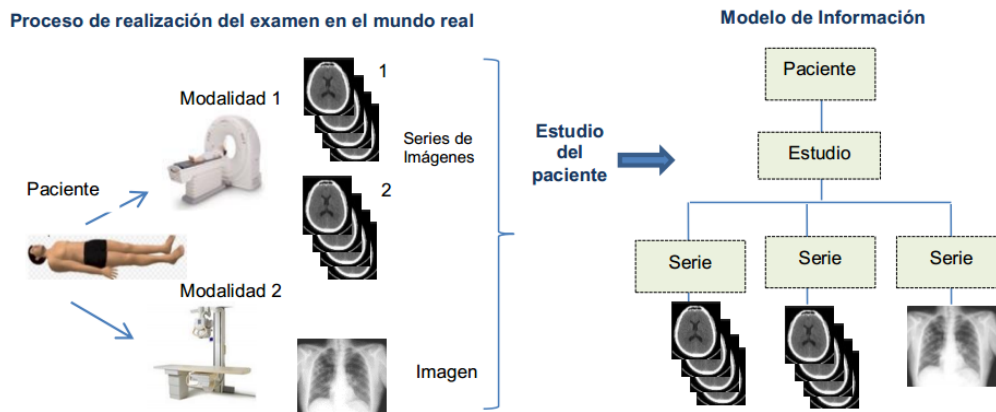 Proceso de realización del examen en el mundo real
Modelo de Información
Modalidad 1
1
Series de
Imágenes
Paciente
2
Modalidad 2
Imagen
Estudio
del
paciente
Paciente
Estudio
Serie
Serie
Serie